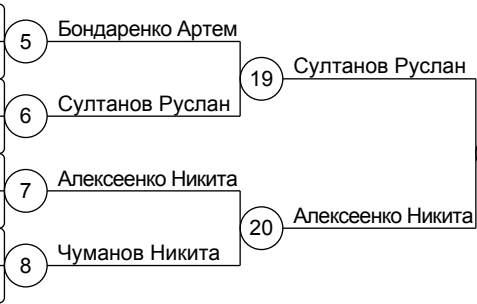 5 Бондаренко Артем
19 Султанов Руслан
6 Султанов Руслан
7 Алексеенко Никита
20 Алексеенко Никита
8 Чуманов Никита